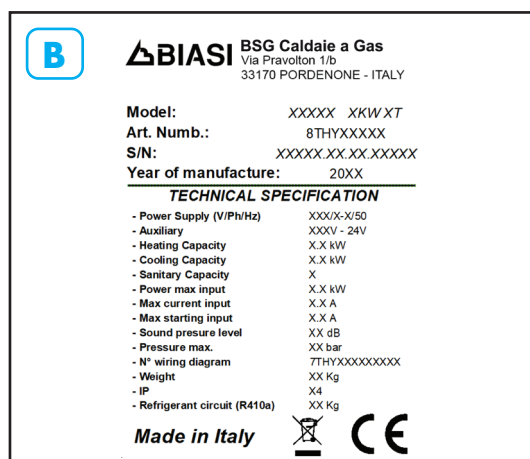 B
BIASI BSG Caldaie a Gas
Via Pravolton 1/b
33170 PORDENONE - ITALY
Model: XXXXX XKW XT
Art. Numb.: 8THYXXXXX
S/N: XXXXX.XX.XX.XXXXX
Year of manufacture: 20XX
TECHNICAL SPECIFICATION
- Power Supply (V/Ph/Hz) XXX/X-X/50
- Auxiliary XXXV - 24V
- Heating Capacity X.X kW
- Cooling Capacity X.X kW
- Sanitary Capacity X
- Power max input X.X kW
- Max current input X.X A
- Max starting input X.X A
- Sound presure level XX dB
- Pressure max. XX bar
- N° wiring diagram 7THYXXXXXXXXX
- Weight XX Kg
- IP X4
- Refrigerant circuit (R410a) XX Kg
Made in Italy CE